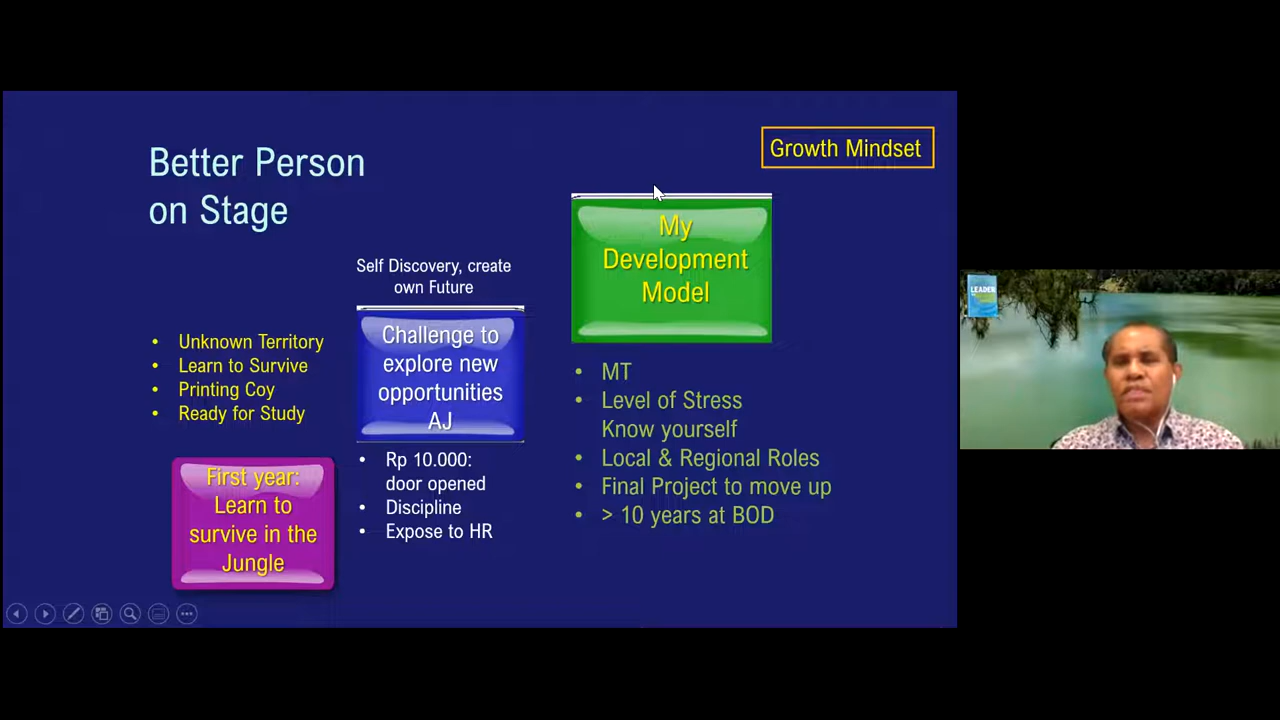 Better Person
on Stage
Growth Mindset
My
Development
Model
Self Discovery, create
own Future
Challenge to
explore new
opportunities
AJ
• Unknown Territory
• Learn to Survive
• Printing Coy
• Ready for Study
First year:
Learn to
survive in the
Jungle
• Rp 10.000:
door opened
• Discipline
• Expose to HR
• MT
• Level of Stress
Know yourself
• Local & Regional Roles
• Final Project to move up
• > 10 years at BOD
LEADER